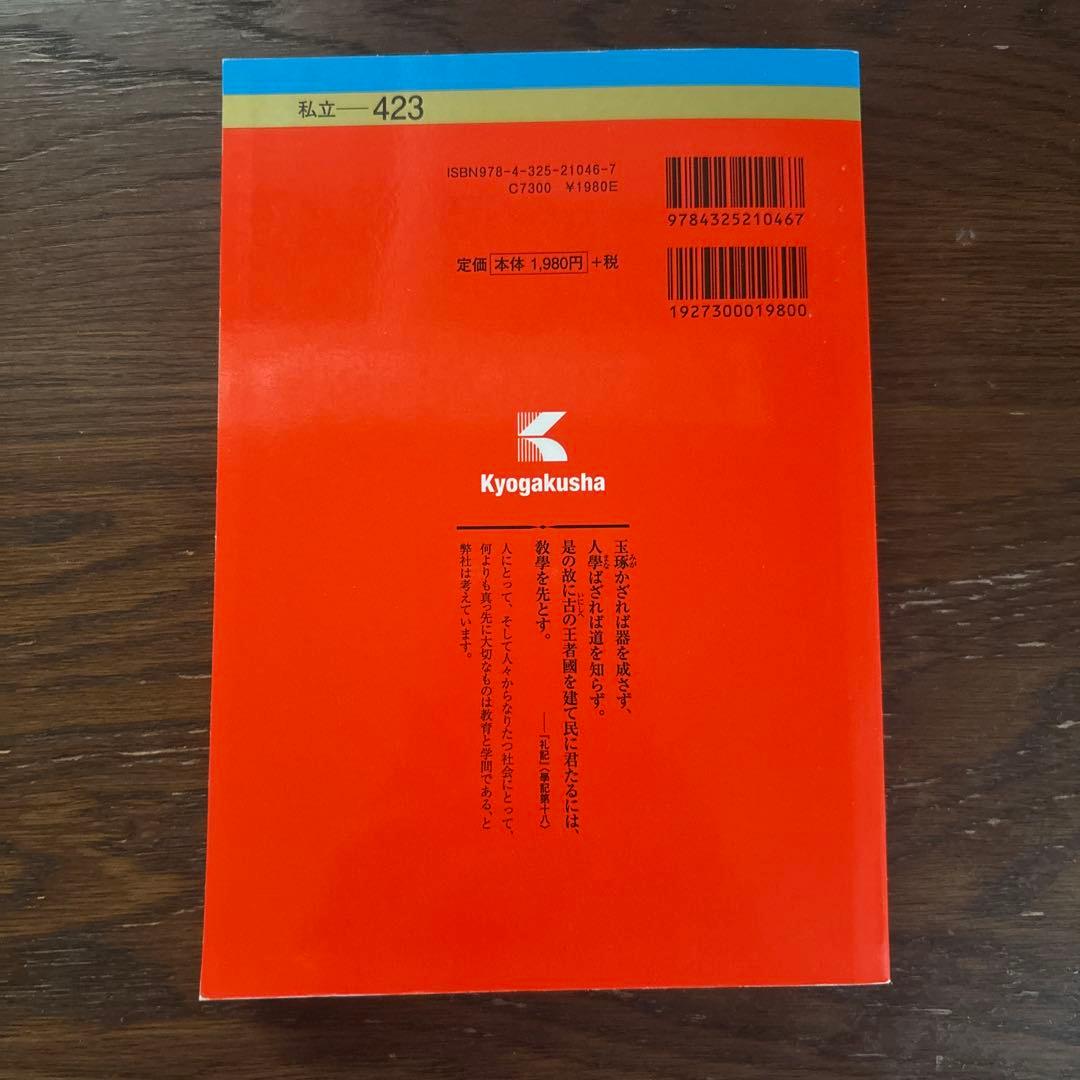 私立——423
ISBN978-4-325-21046-7
C7300 ¥1980E
9784325210467
定価 本体 1,980円 +税
1927300019800
Kyogakusha
玉琢かざれば器を成さず、
人學ばざれば道を知らず。
是の故に古の王者國を建て民に君たるには、
敎學を先とす。
——『礼記』〈學記第十八〉
人にとって、そして人々からなりたつ社会にとって、
何よりも真っ先に大切なものは教育と学問である、と
弊社は考えています。